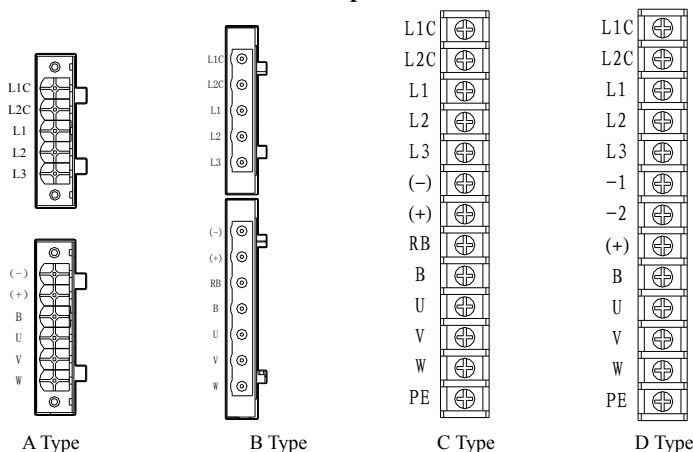 L1C
L2C
L1
L2
L3
(-)
(+)
B
U
V
W
A Type
L1C
L2C
L1
L2
L3
(-)
(+)
RB
B
U
V
W
B Type
L1C
L2C
L1
L2
L3
(-)
(+)
RB
B
U
V
W
PE
C Type
L1C
L2C
L1
L2
L3
-1
-2
(+)
B
U
V
W
PE
D Type